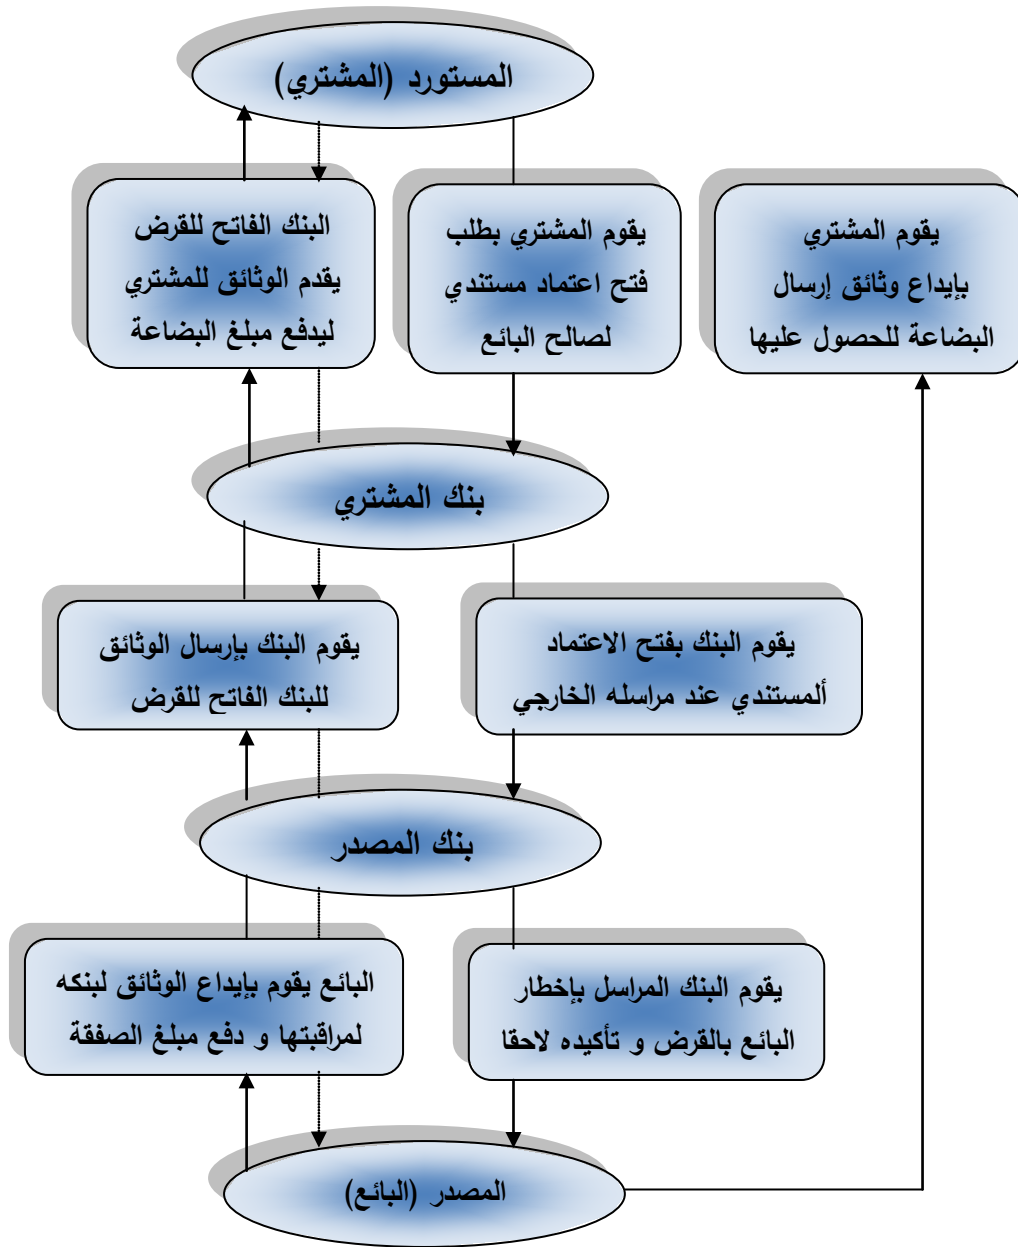 المستورد (المشتري)
يقوم المشتري
بإيداع وثائق إرسال
البضاعة للحصول عليها
يقوم المشتري بطلب
فتح اعتماد مستندي
لصالح البائع
البنك الفاتح للقرض
يقدم الوثائق للمشتري
ليدفع مبلغ البضاعة
بنك المشتري
يقوم البنك بفتح الاعتماد
ألمستندي عند مراسله الخارجي
يقوم البنك بإرسال الوثائق
للبنك الفاتح للقرض
بنك المصدر
يقوم البنك المراسل بإخطار
البائع بالقرض و تأكيده لاحقا
البائع يقوم بإيداع الوثائق لبنكه
لمراقبتها و دفع مبلغ الصفقة
المصدر (البائع)